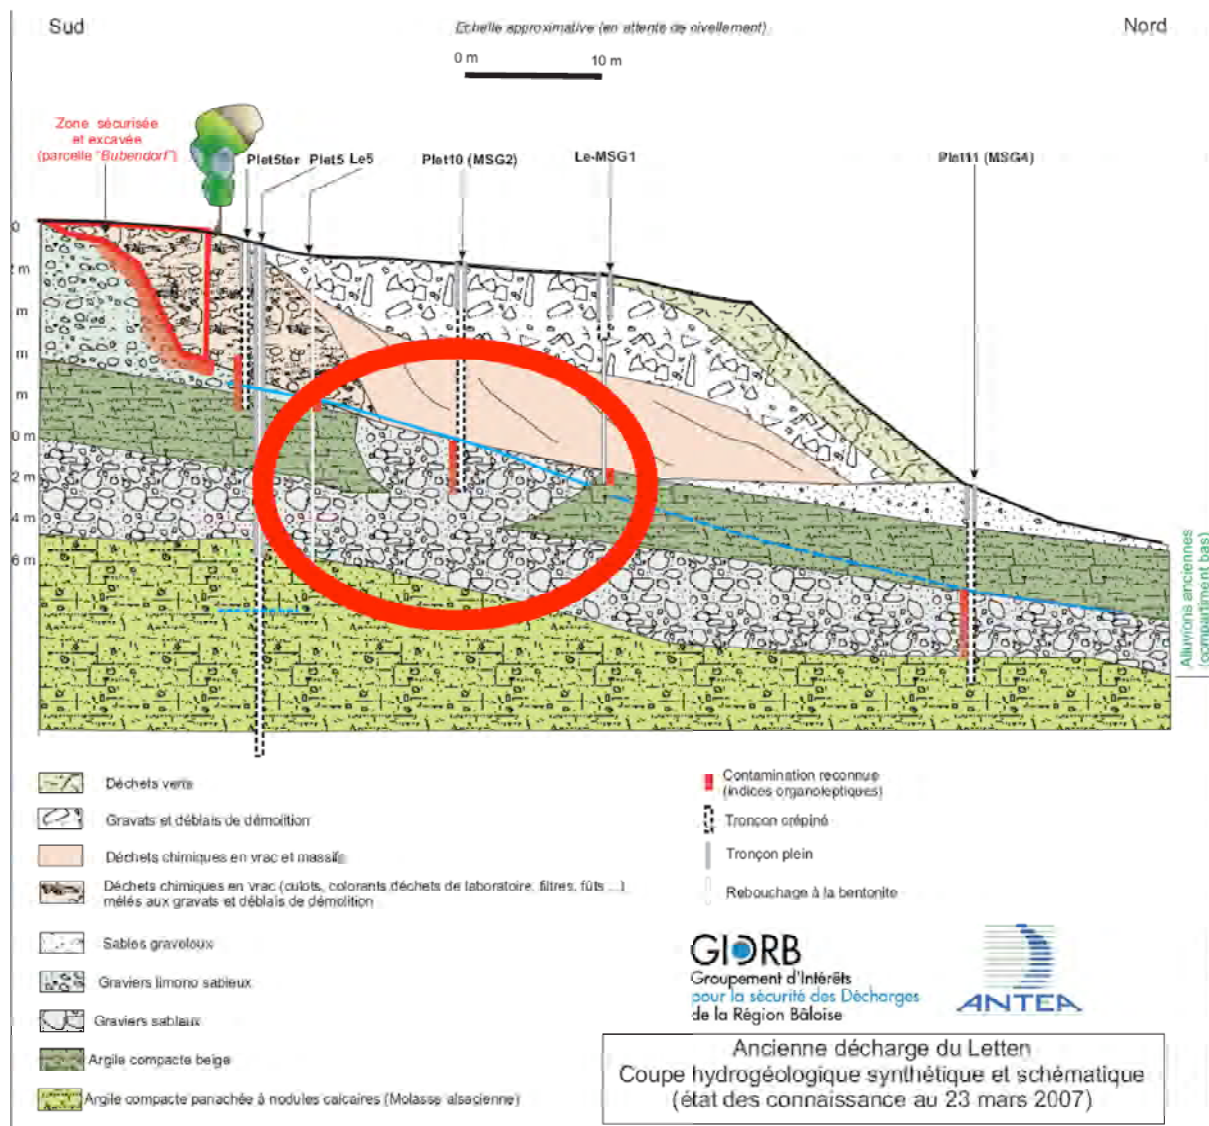 Sud
Echelle approximative (en attente de nivellement)
Nord
0 m
10 m
Zone sécurisée
et excavée
(parcelle "Bubendorf")
Plet5ter
Plet5
Le5
Plet10 (MSG2)
Le-MSG1
Plet11 (MSG4)
0
2 m
m
m
m
0 m
2 m
4 m
6 m
Alluvions anciennes
(compartiment bas)
Déchets verts
Gravats et déblais de démolition
Déchets chimiques en vrac et massifs
Déchets chimiques en vrac (culots, colorants déchets de laboratoire, filtres, fûts ...)
mêlés aux gravats et déblais de démolition
Sables graveleux
Graviers limono sableux
Graviers sableux
Argile compacte beige
Argile compacte panachée à nodules calcaires (Molasse alsacienne)
Contamination reconnue
(indices organoleptiques)
Tronçon crépiné
Tronçon plein
Rebouchage à la bentonite
GIDRB
Groupement d'Intérêts
pour la sécurité des Décharges
de la Région Bâloise
ANTEA
Ancienne décharge du Letten
Coupe hydrogéologique synthétique et schématique
(état des connaissance au 23 mars 2007)